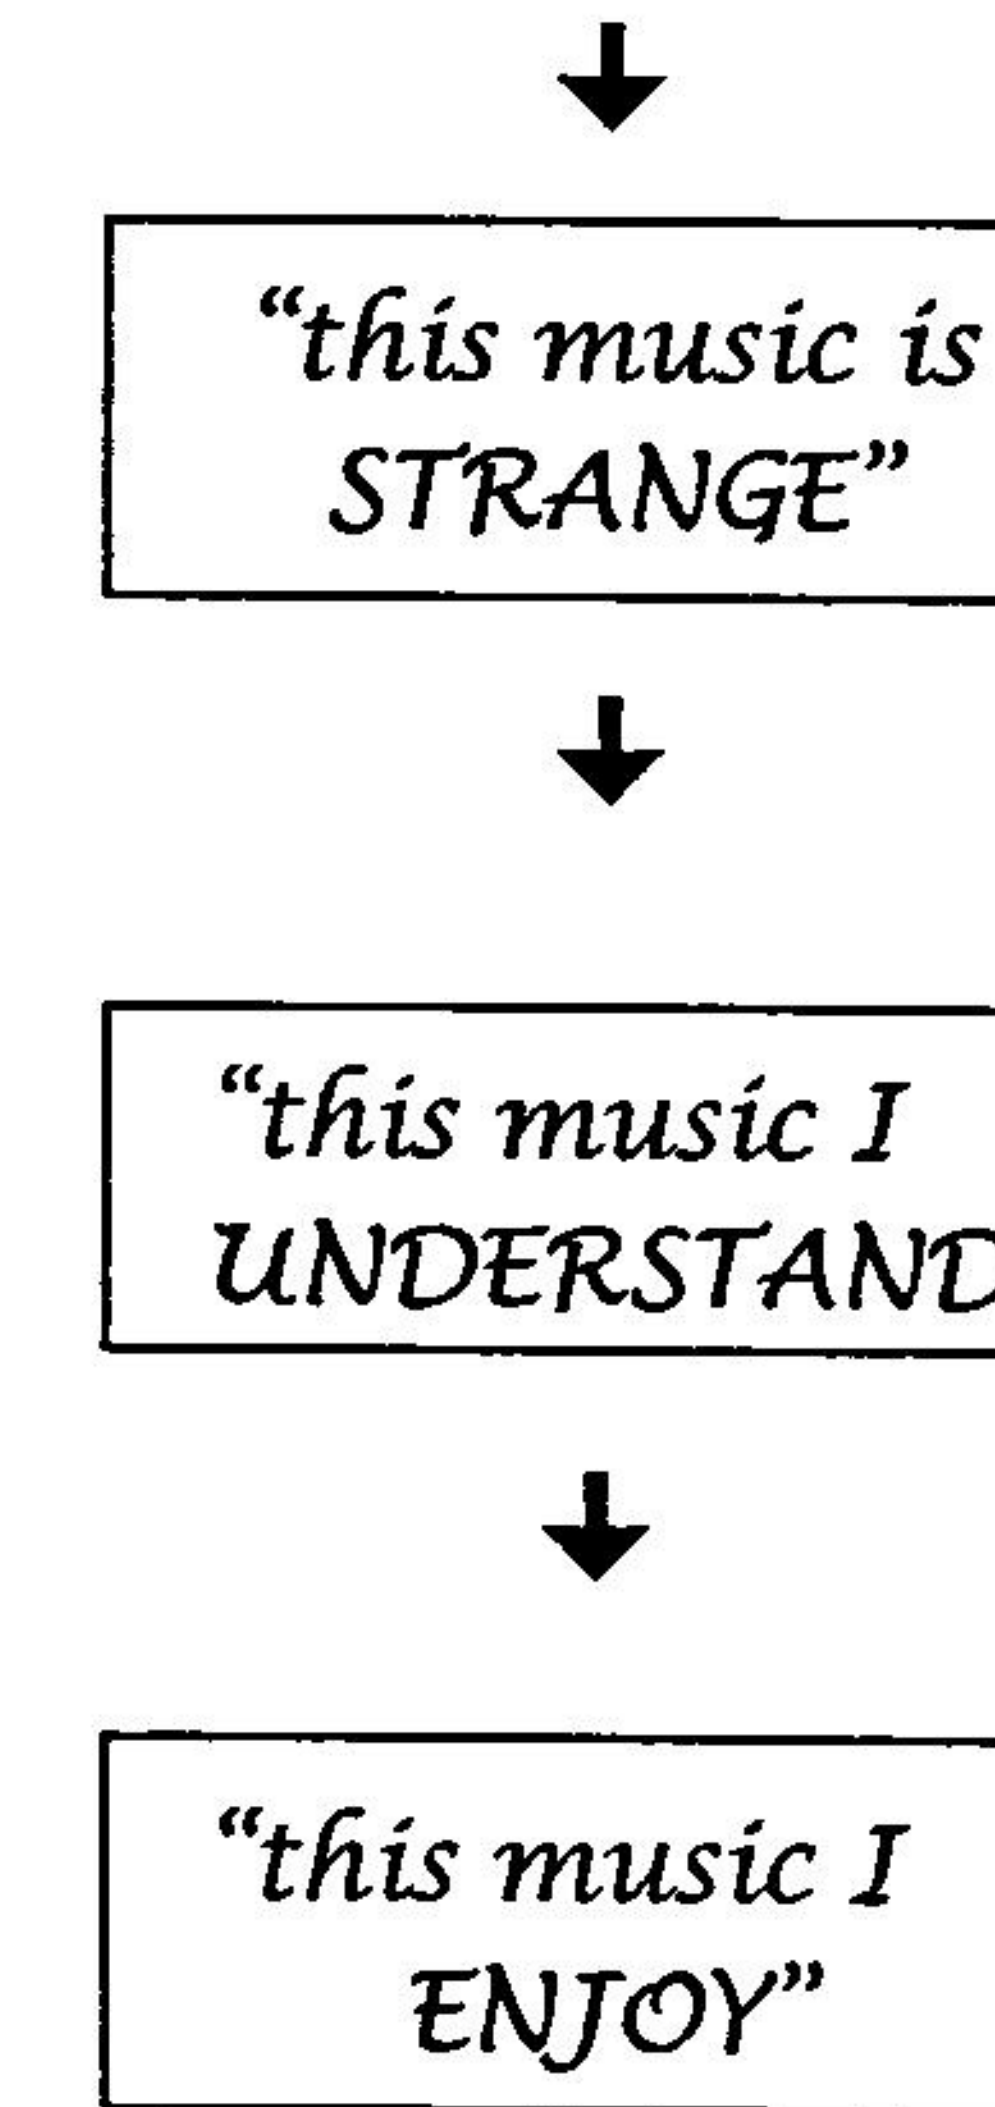 “this music is
STRANGE”
“this music I
UNDERSTAND
“this music I
ENJOY”